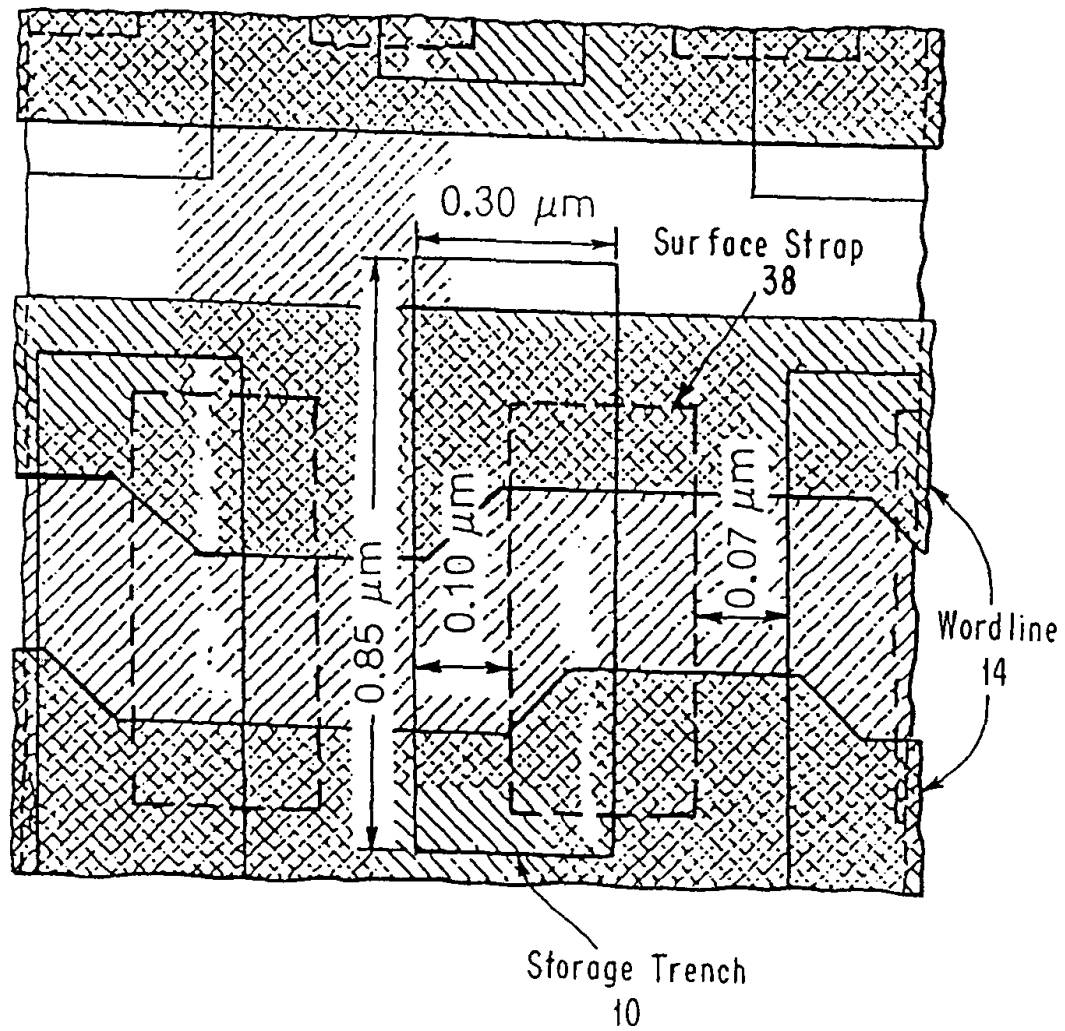 0.30 μm
Surface Strap
38
0.85 μm
0.10 μm
0.07 μm
Wordline
14
Storage Trench
10